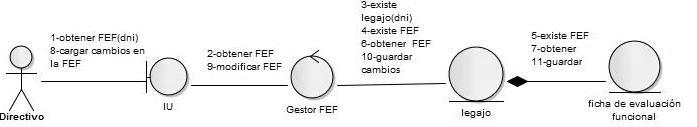 1-obtener FEF(dni)
8-cargar cambios en
la FEF
Directivo
IU
2-obtener FEF
9-modificar FEF
Gestor FEF
3-existe
legajo(dni)
4-existe FEF
6-obtener FEF
10-guardar
cambios
legajo
5-existe FEF
7-obtener
11-guardar
ficha de evaluación
funcional